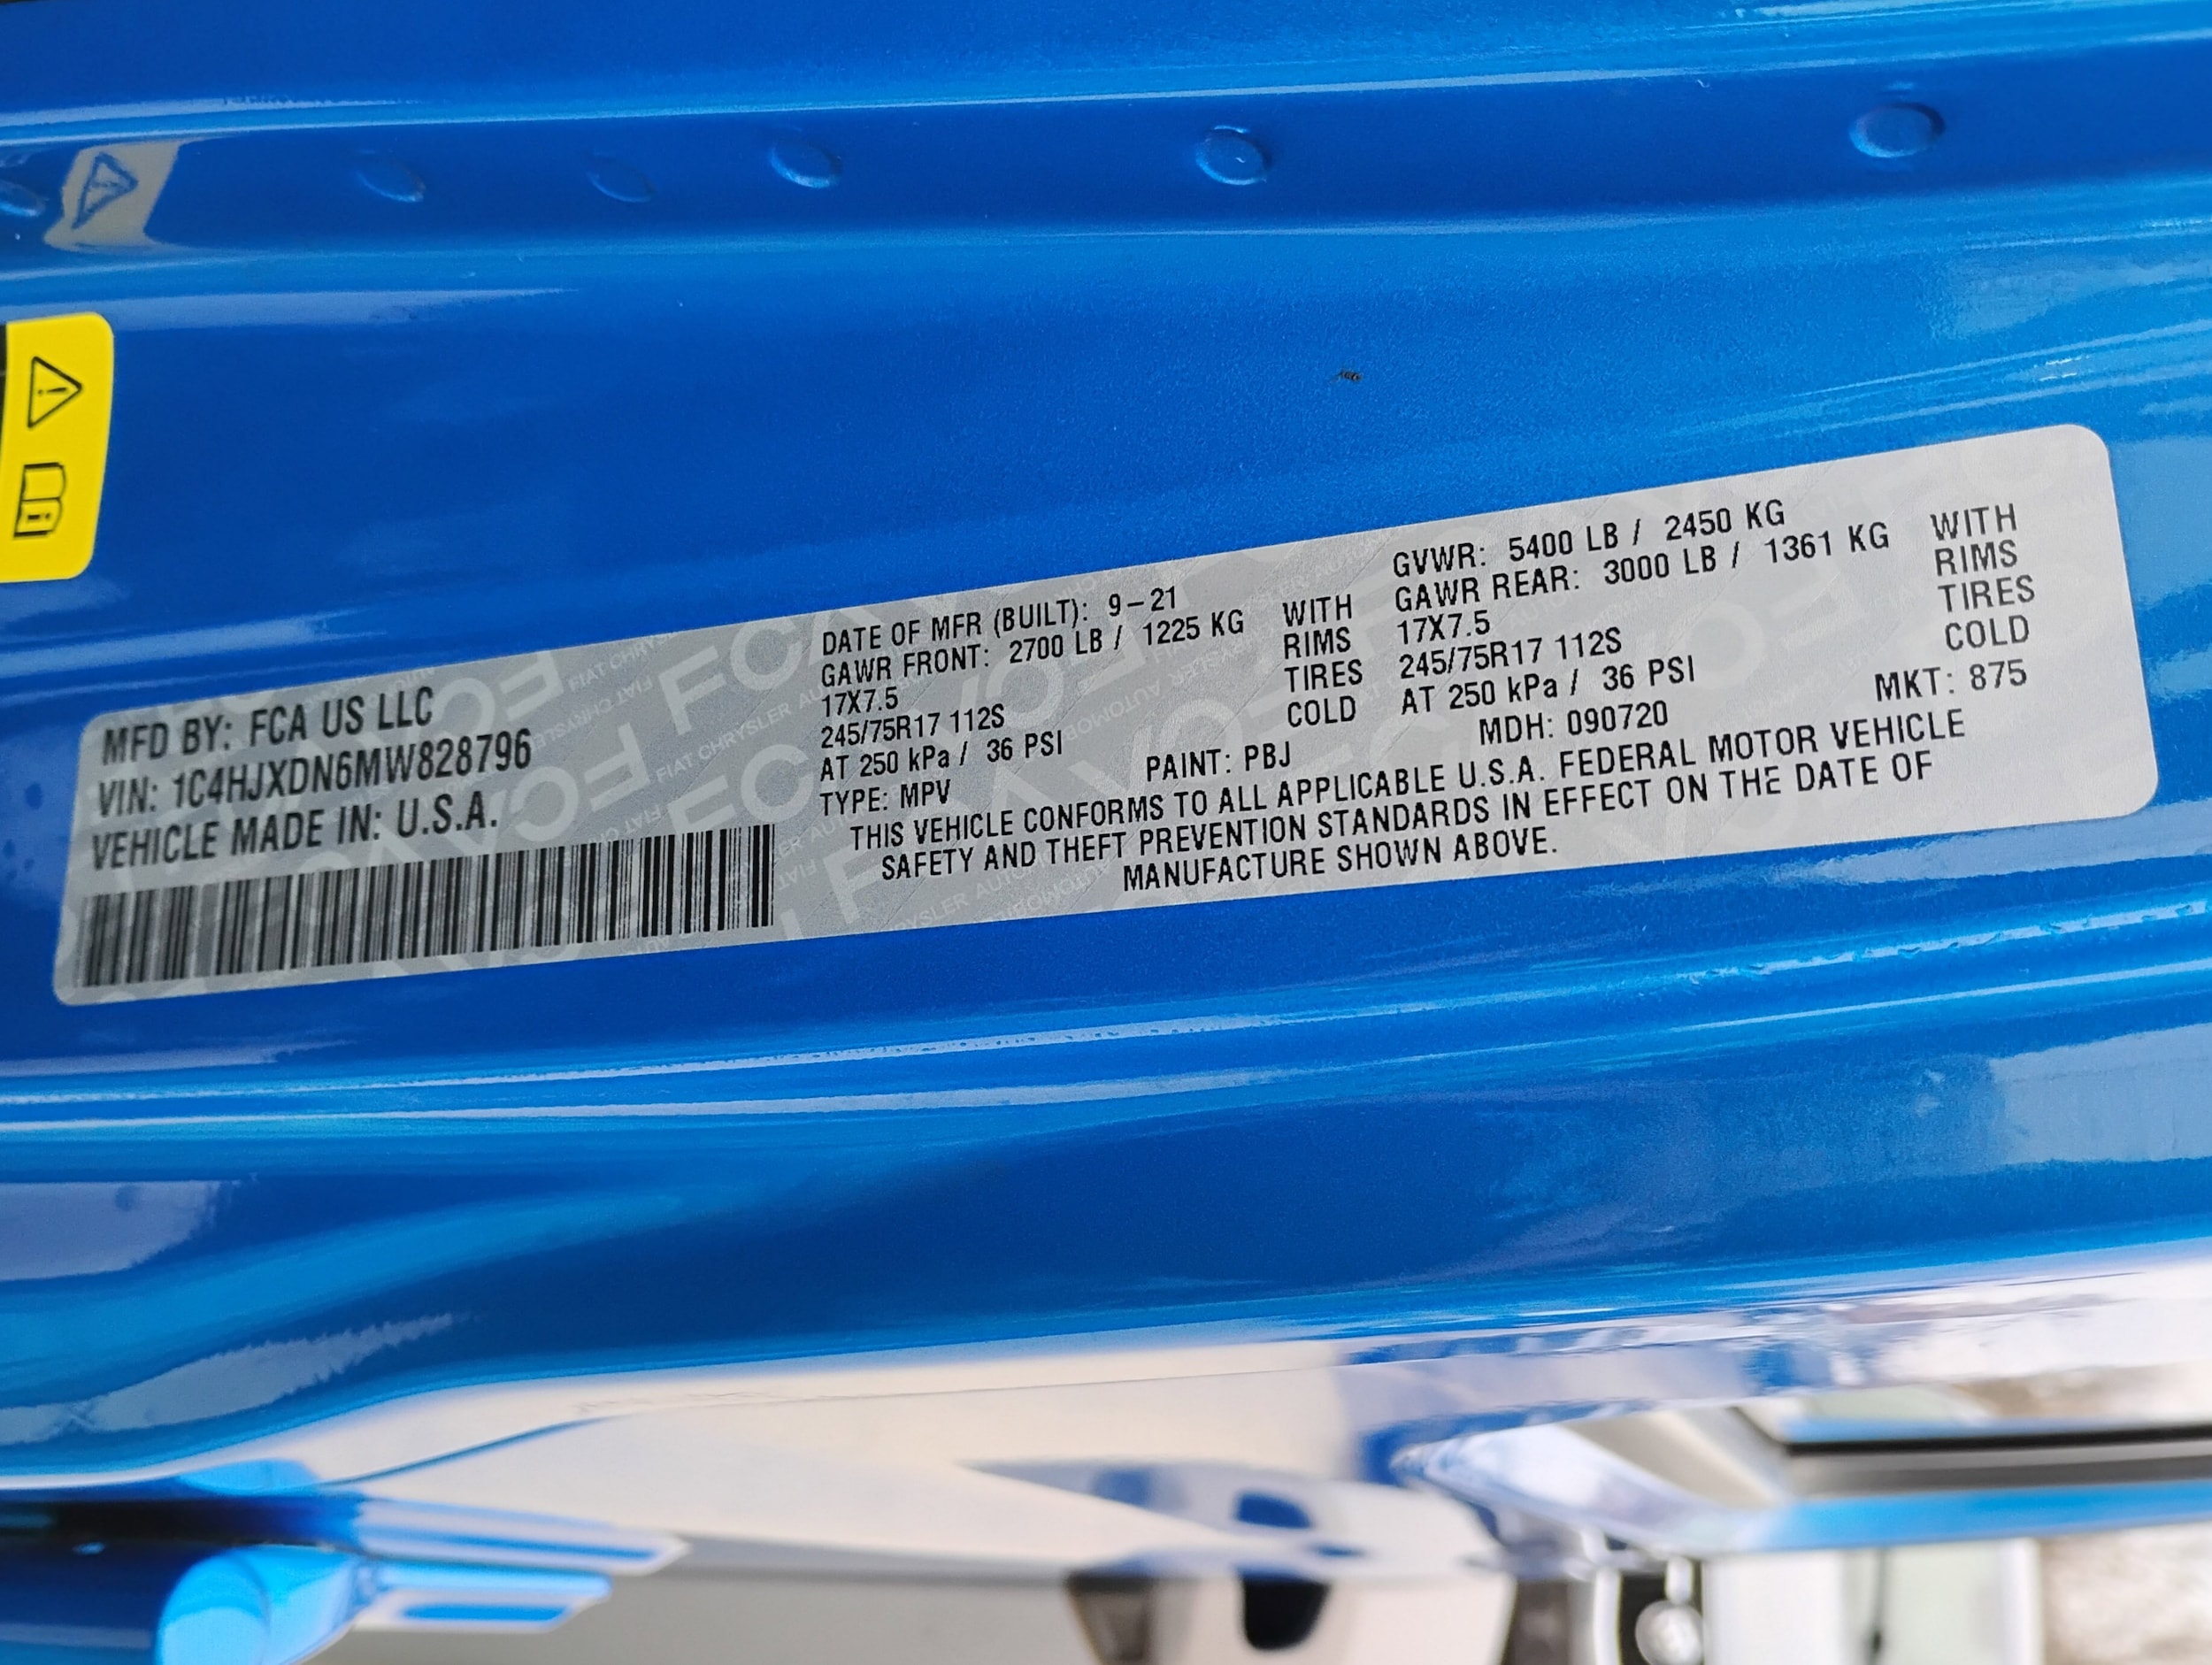 MFD BY: FCA US LLC
VIN: 1C4HJXDN6MW828796
VEHICLE MADE IN: U.S.A.
DATE OF MFR (BUILT): 9-21 GVWR: 5400 LB / 2450 KG
GAWR FRONT: 2700 LB / 1225 KG WITH GAWR REAR: 3000 LB / 1361 KG WITH
17X7.5 RIMS 17X7.5 RIMS
245/75R17 112S TIRES 245/75R17 112S TIRES
AT 250 kPa / 36 PSI COLD AT 250 kPa / 36 PSI COLD
TYPE: MPV PAINT: PBJ MDH: 090720 MKT: 875
THIS VEHICLE CONFORMS TO ALL APPLICABLE U.S.A. FEDERAL MOTOR VEHICLE
SAFETY AND THEFT PREVENTION STANDARDS IN EFFECT ON THE DATE OF
MANUFACTURE SHOWN ABOVE.